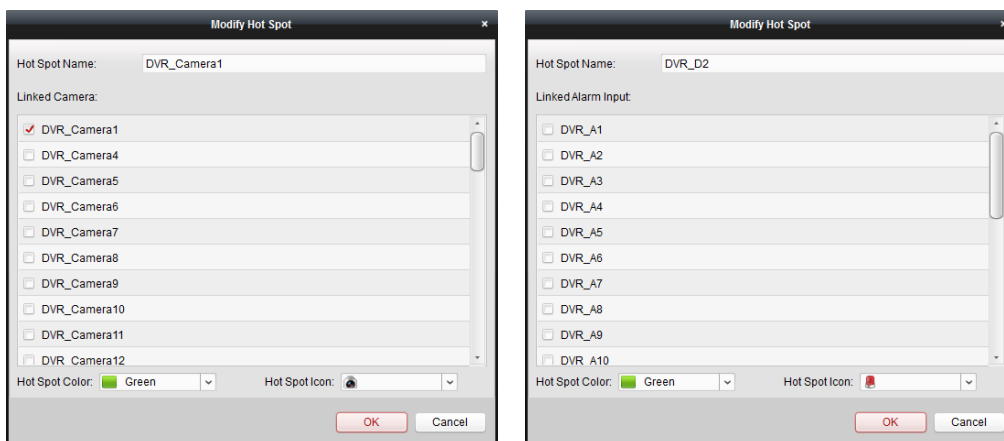 Modify Hot Spot ×
Hot Spot Name: DVR_Camera1
Linked Camera:
DVR_Camera1
DVR_Camera4
DVR_Camera5
DVR_Camera6
DVR_Camera7
DVR_Camera8
DVR_Camera9
DVR_Camera10
DVR_Camera11
DVR_Camera12
Hot Spot Color: Green Hot Spot Icon:
OK Cancel
Modify Hot Spot ×
Hot Spot Name: DVR_D2
Linked Alarm Input:
DVR_A1
DVR_A2
DVR_A3
DVR_A4
DVR_A5
DVR_A6
DVR_A7
DVR_A8
DVR_A9
DVR_A10
Hot Spot Color: Green Hot Spot Icon:
OK Cancel